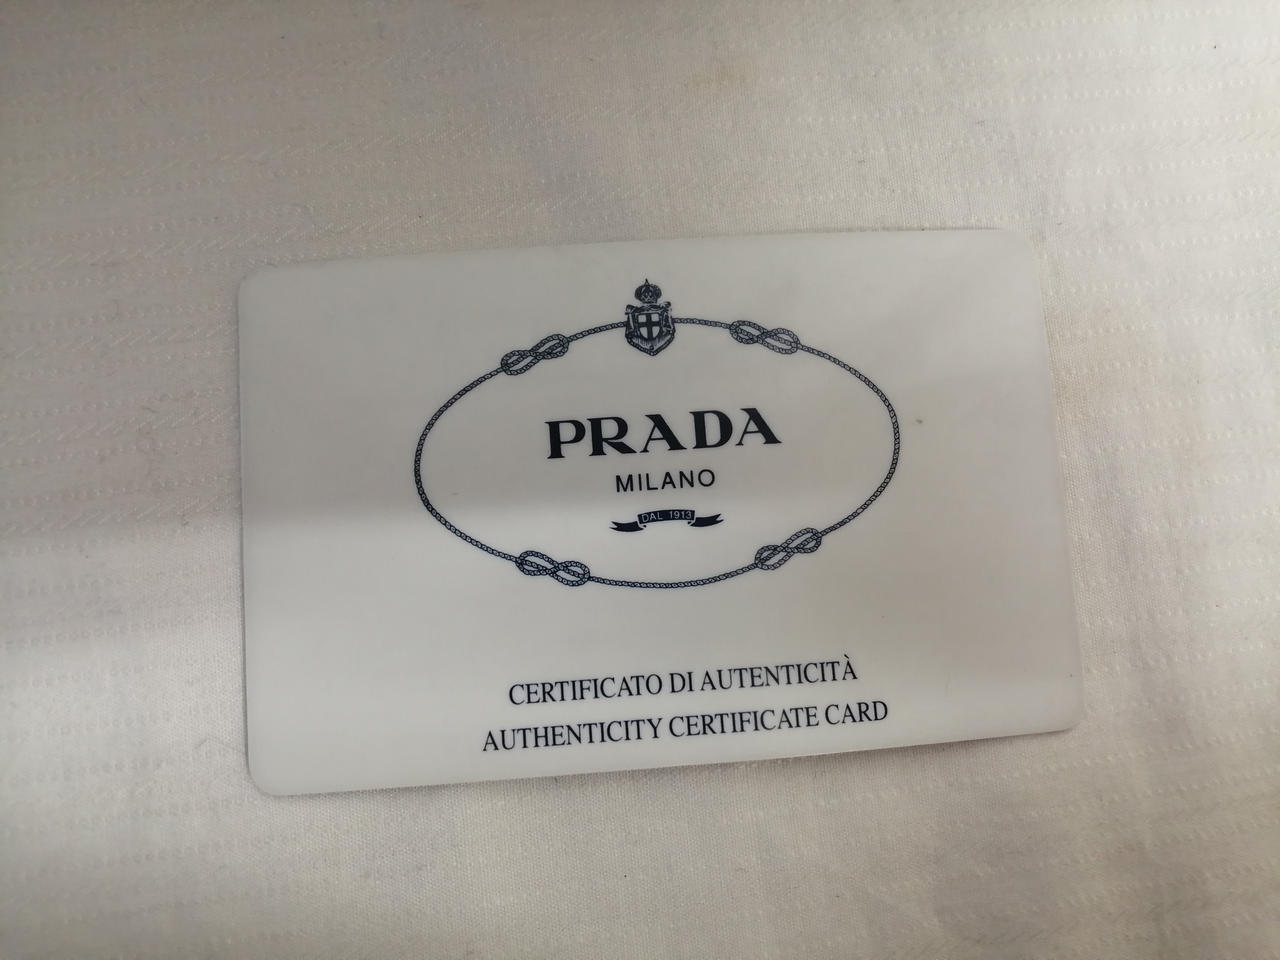 PRADA
MILANO
DAL 1913
CERTIFICATO DI AUTENTICITÀ
AUTHENTICITY CERTIFICATE CARD